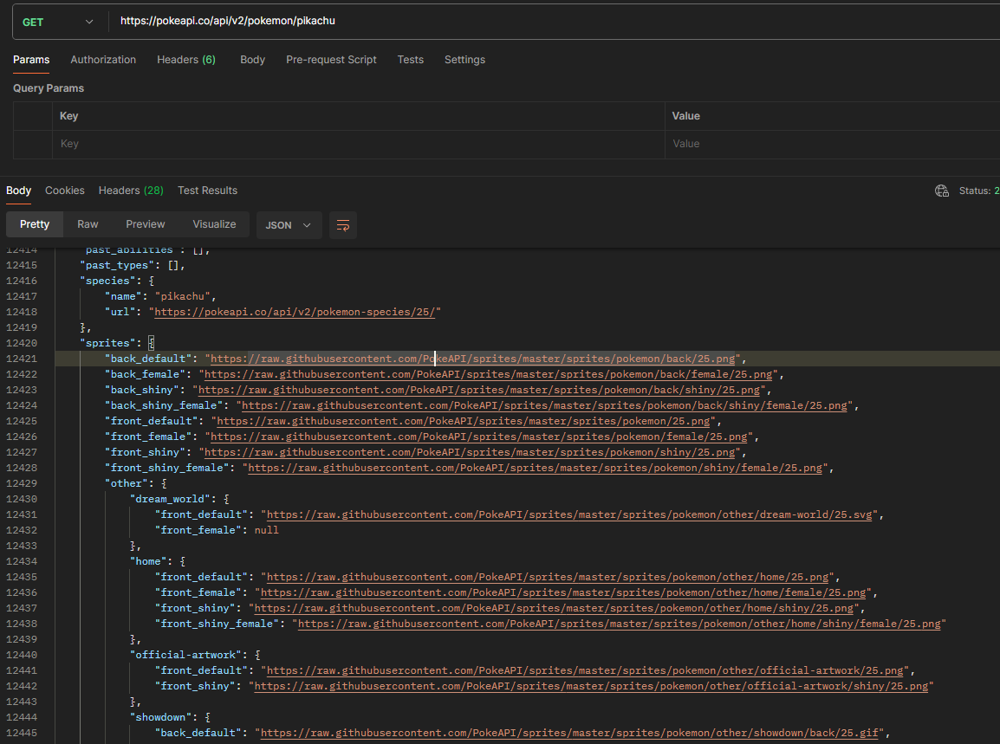 GET https://pokeapi.co/api/v2/pokemon/pikachu
Params Authorization Headers (6) Body Pre-request Script Tests Settings
Query Params
Key Value
Key Value
Body Cookies Headers (28) Test Results Status: 2
Pretty Raw Preview Visualize JSON
12414 "past_abilities": [],
12415 "past_types": [],
12416 "species": {
12417 "name": "pikachu",
12418 "url": "https://pokeapi.co/api/v2/pokemon-species/25/"
12419 },
12420 "sprites": {
12421 "back_default": "https://raw.githubusercontent.com/PokeAPI/sprites/master/sprites/pokemon/back/25.png",
12422 "back_female": "https://raw.githubusercontent.com/PokeAPI/sprites/master/sprites/pokemon/back/female/25.png",
12423 "back_shiny": "https://raw.githubusercontent.com/PokeAPI/sprites/master/sprites/pokemon/back/shiny/25.png",
12424 "back_shiny_female": "https://raw.githubusercontent.com/PokeAPI/sprites/master/sprites/pokemon/back/shiny/female/25.png",
12425 "front_default": "https://raw.githubusercontent.com/PokeAPI/sprites/master/sprites/pokemon/25.png",
12426 "front_female": "https://raw.githubusercontent.com/PokeAPI/sprites/master/sprites/pokemon/female/25.png",
12427 "front_shiny": "https://raw.githubusercontent.com/PokeAPI/sprites/master/sprites/pokemon/shiny/25.png",
12428 "front_shiny_female": "https://raw.githubusercontent.com/PokeAPI/sprites/master/sprites/pokemon/shiny/female/25.png",
12429 "other": {
12430 "dream_world": {
12431 "front_default": "https://raw.githubusercontent.com/PokeAPI/sprites/master/sprites/pokemon/other/dream-world/25.svg",
12432 "front_female": null
12433 },
12434 "home": {
12435 "front_default": "https://raw.githubusercontent.com/PokeAPI/sprites/master/sprites/pokemon/other/home/25.png",
12436 "front_female": "https://raw.githubusercontent.com/PokeAPI/sprites/master/sprites/pokemon/other/home/female/25.png",
12437 "front_shiny": "https://raw.githubusercontent.com/PokeAPI/sprites/master/sprites/pokemon/other/home/shiny/25.png",
12438 "front_shiny_female": "https://raw.githubusercontent.com/PokeAPI/sprites/master/sprites/pokemon/other/home/shiny/female/25.png"
12439 },
12440 "official-artwork": {
12441 "front_default": "https://raw.githubusercontent.com/PokeAPI/sprites/master/sprites/pokemon/other/official-artwork/25.png",
12442 "front_shiny": "https://raw.githubusercontent.com/PokeAPI/sprites/master/sprites/pokemon/other/official-artwork/shiny/25.png"
12443 },
12444 "showdown": {
12445 "back_default": "https://raw.githubusercontent.com/PokeAPI/sprites/master/sprites/pokemon/other/showdown/back/25.gif",